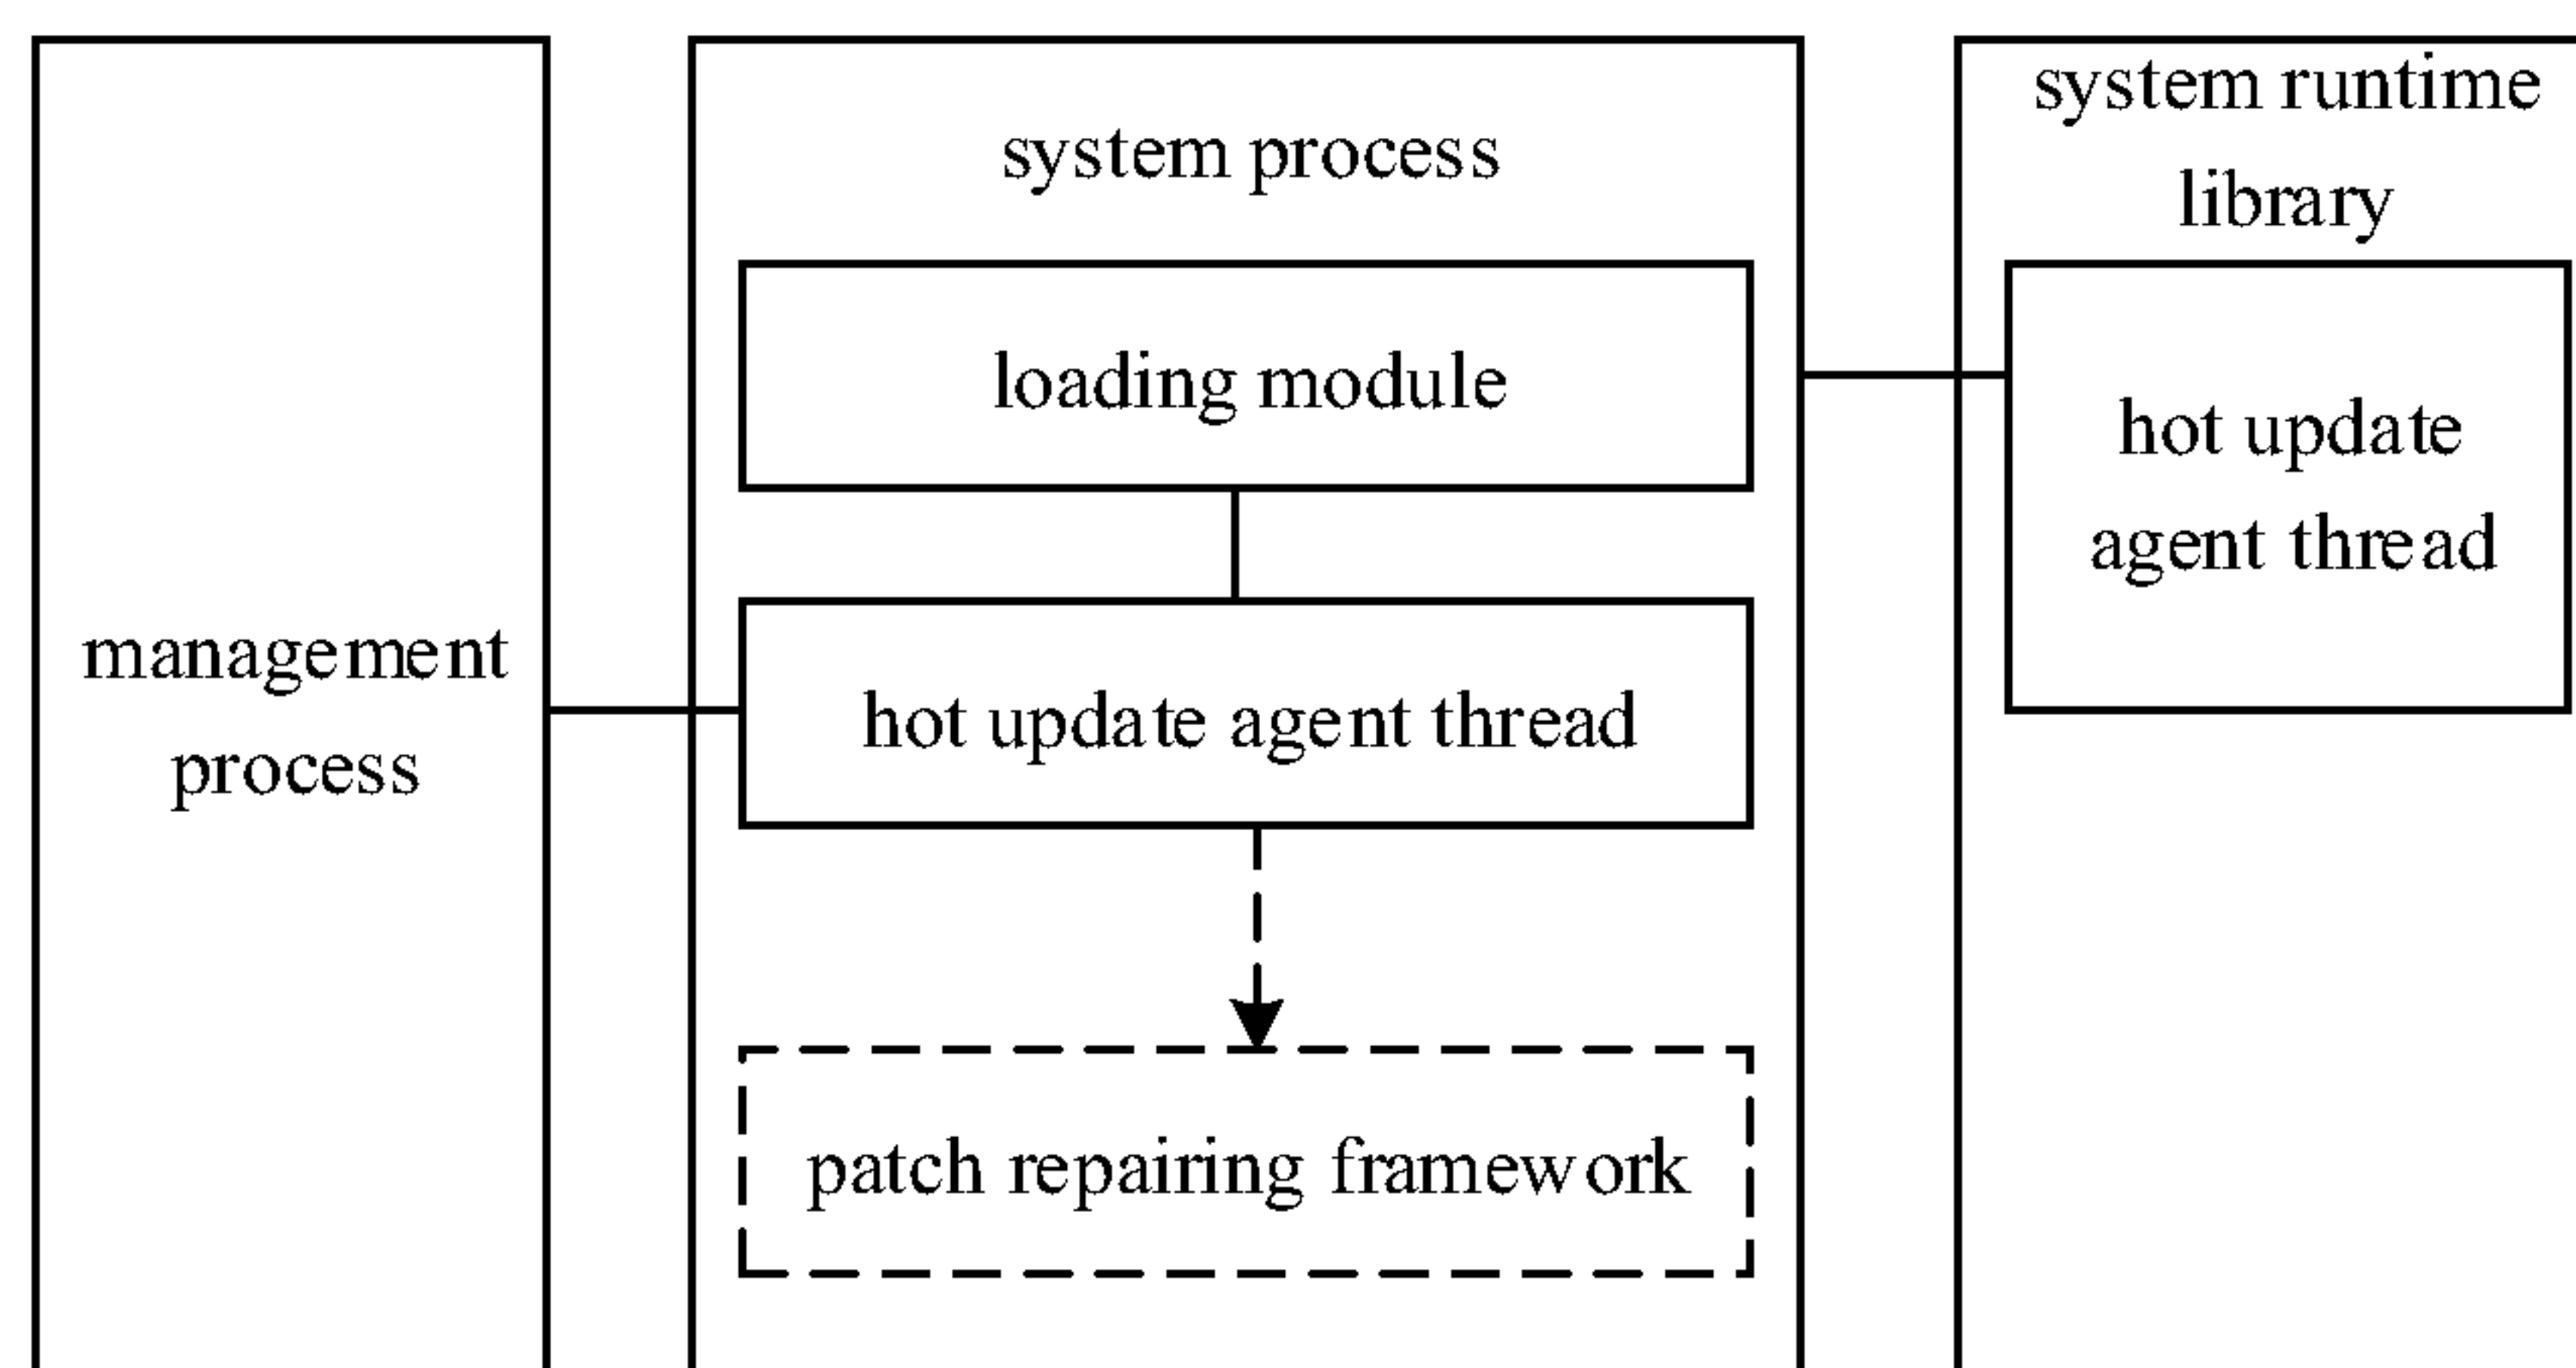 management
process
system process
loading module
hot update agent thread
patch repairing framework
system runtime
library
hot update
agent thread